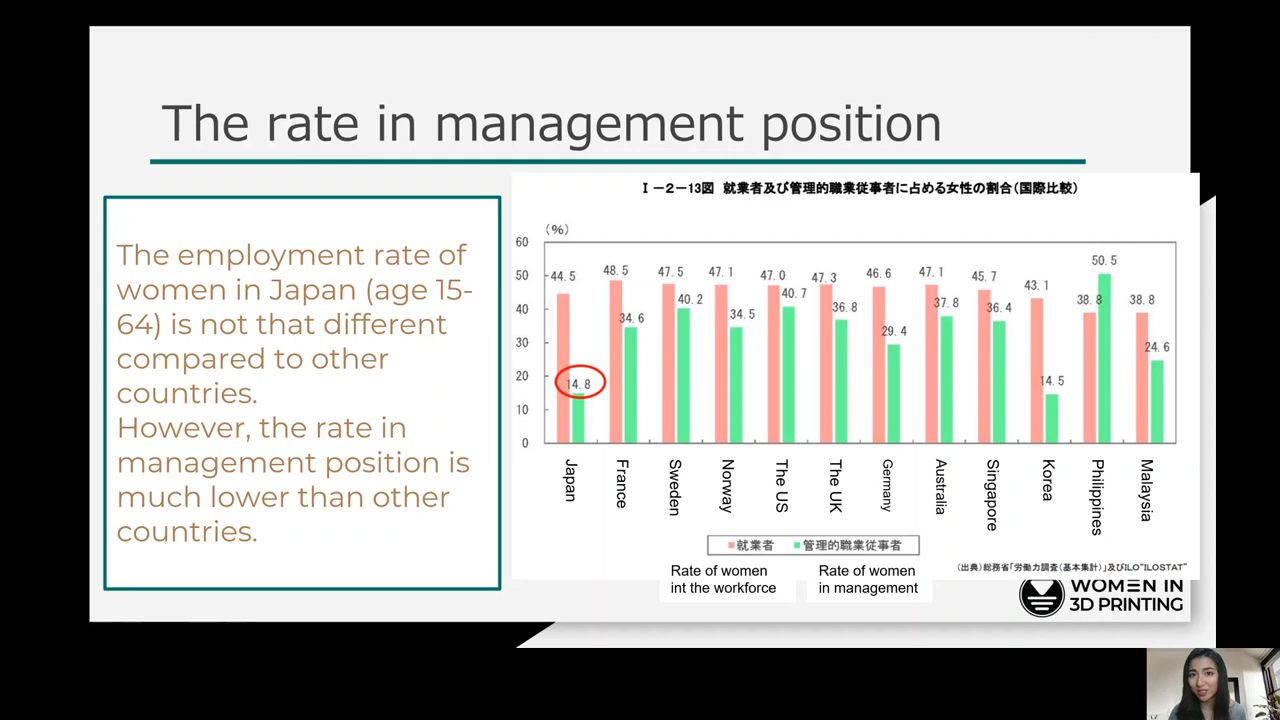 The rate in management position
The employment rate of
women in Japan (age 15-
64) is not that different
compared to other
countries.
However, the rate in
management position is
much lower than other
countries.
Ⅰ－２－13図 就業者及び管理的職業従事者に占める女性の割合(国際比較)
(%)
60
50
40
30
20
10
0
44.5
14.8
48.5
34.6
47.5
40.2
47.1
34.5
47.0
40.7
47.3
36.8
46.6
29.4
47.1
37.8
45.7
36.4
43.1
14.5
38.8
50.5
38.8
24.6
Japan
France
Sweden
Norway
The US
The UK
Germany
Australia
Singapore
Korea
Philippines
Malaysia
就業者 管理的職業従事者
Rate of women
int the workforce
Rate of women
in management
(出典)総務省「労働力調査(基本集計)」及びILO"ILOSTAT"
WOMEN IN
3D PRINTING